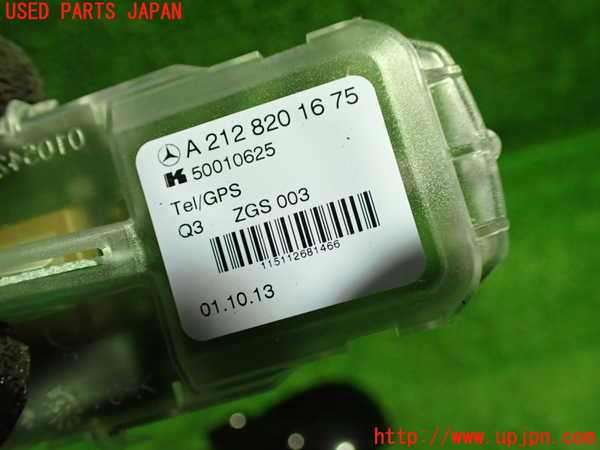 USED PARTS JAPAN
A 212 820 16 75
K 50010625
Tel/GPS
Q3 ZGS 003
115112681466
01.10.13
http://www.upjpn.com/